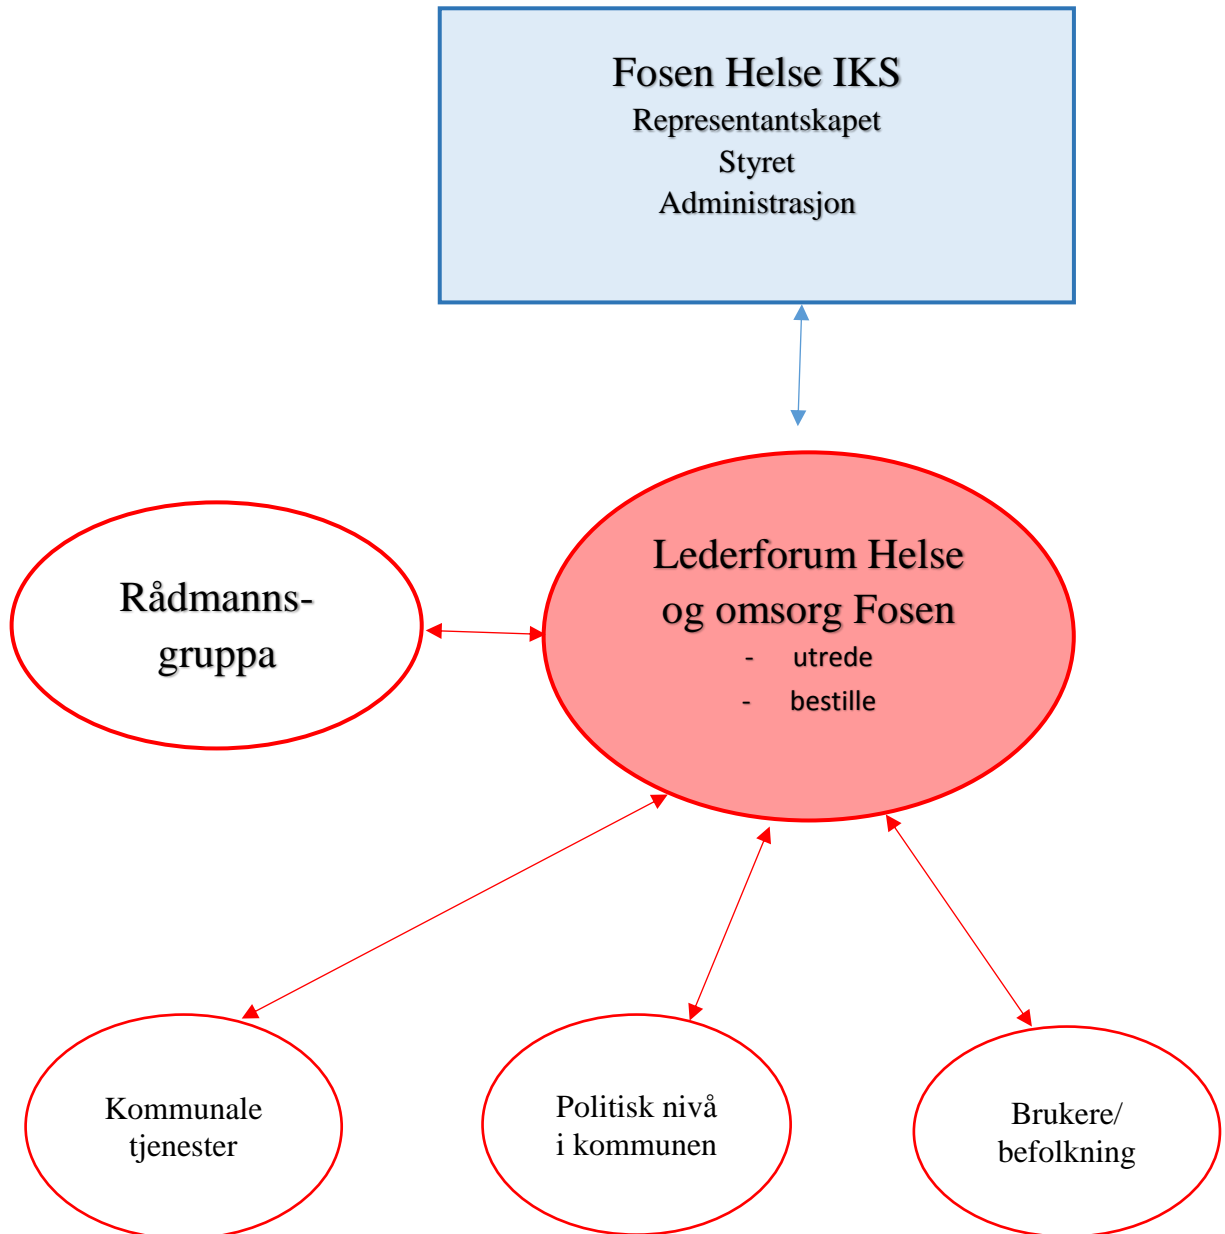 Fosen Helse IKS
Representantskapet
Styret
Administrasjon
Lederforum Helse
og omsorg Fosen
- utrede
- bestille
Rådmanns-
gruppa
Kommunale
tjenester
Politisk nivå
i kommunen
Brukere/
befolkning